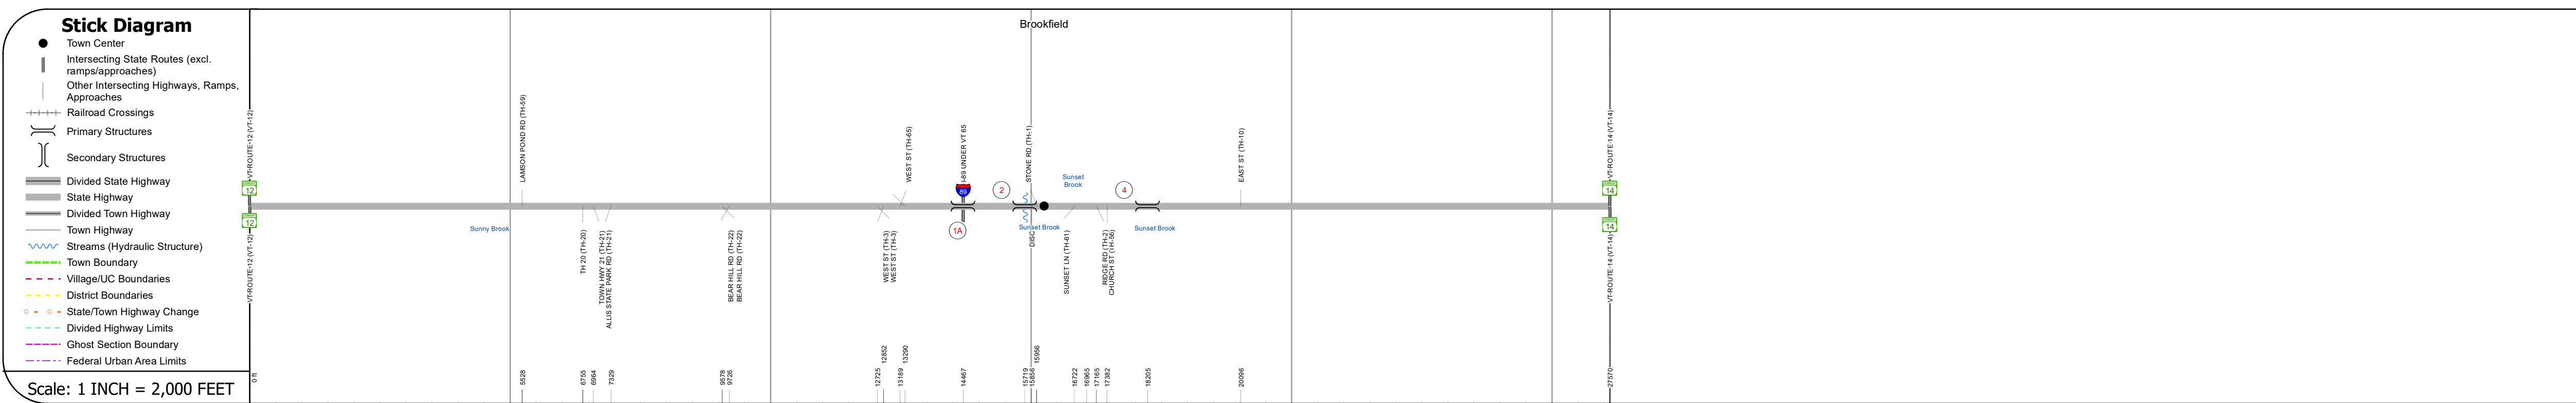 Stick Diagram
Town Center
Intersecting State Routes (excl.
ramps/approaches)
Other Intersecting Highways, Ramps,
Approaches
Railroad Crossings
Primary Structures
Secondary Structures
Divided State Highway
State Highway
Divided Town Highway
Town Highway
Streams (Hydraulic Structure)
Town Boundary
Village/UC Boundaries
District Boundaries
State/Town Highway Change
Divided Highway Limits
Ghost Section Boundary
Federal Urban Area Limits
Scale: 1 INCH = 2,000 FEET
Brookfield
VT-ROUTE-12 (VT-12)
12
12
VT-ROUTE-12 (VT-12)
Sunny Brook
LAMSON POND RD (TH-59)
TH 20 (TH-20)
TOWN HWY 21 (TH-21)
ALLIS STATE PARK RD (TH-21)
BEAR HILL RD (TH-22)
BEAR HILL RD (TH-22)
WEST ST (TH-3)
WEST ST (TH-3)
WEST ST (TH-65)
I-89 UNDER VT 65
89
1A
2
STONE RD (TH-1)
Sunset Brook
DISC
Sunset
Brook
SUNSET LN (TH-61)
RIDGE RD (TH-2)
CHURCH ST (TH-56)
4
Sunset Brook
EAST ST (TH-10)
VT-ROUTE-14 (VT-14)
14
14
VT-ROUTE-14 (VT-14)
0 ft
5528
6755
6964
7329
9578
9726
12725
12852
13189
13290
14467
15719
15856
15956
16722
16965
17165
17382
18205
20096
27570